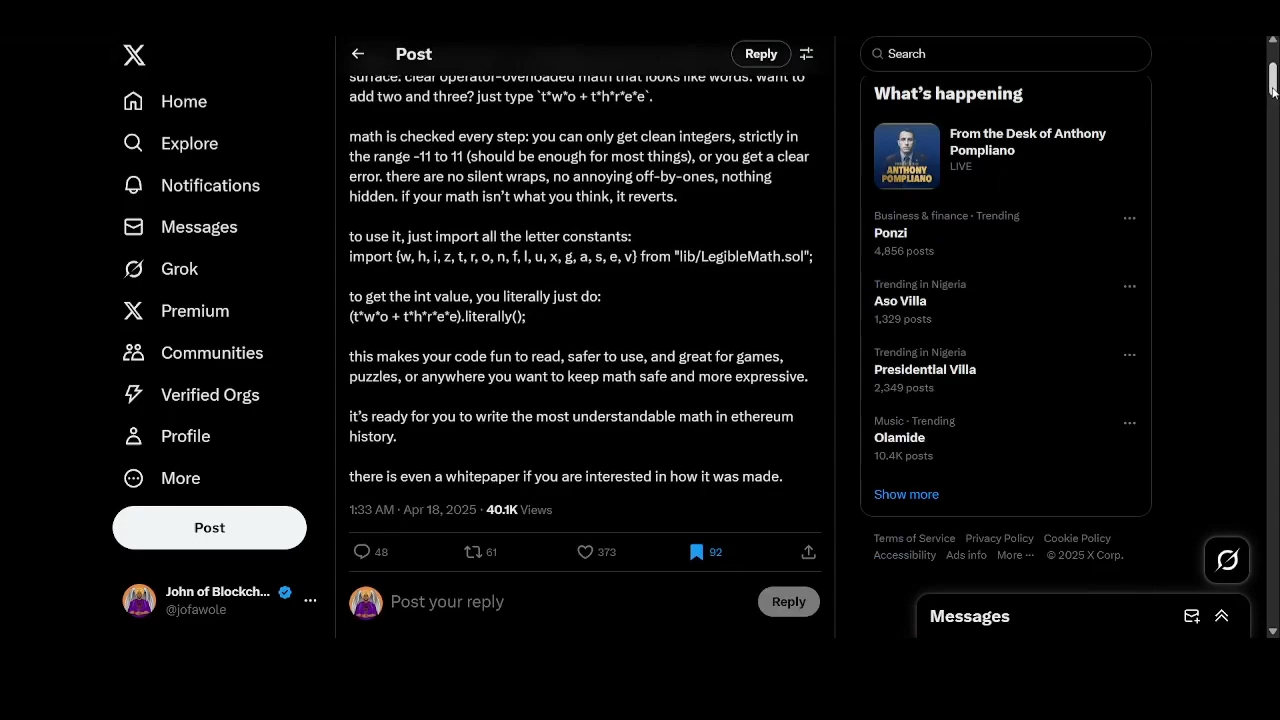 Home
Explore
Notifications
Messages
Grok
Premium
Communities
Verified Orgs
Profile
More
Post
John of Blockch...
@jofawole
Post
Reply
surface: clear operator-overloaded math that looks like words. want to
add two and three? just type `t*w*o + t*h*r*e*e`.
math is checked every step: you can only get clean integers, strictly in
the range -11 to 11 (should be enough for most things), or you get a clear
error. there are no silent wraps, no annoying off-by-ones, nothing
hidden. if your math isn’t what you think, it reverts.
to use it, just import all the letter constants:
import {w, h, i, z, t, r, o, n, f, l, u, x, g, a, s, e, v} from "lib/LegibleMath.sol";
to get the int value, you literally just do:
(t*w*o + t*h*r*e*e).literally();
this makes your code fun to read, safer to use, and great for games,
puzzles, or anywhere you want to keep math safe and more expressive.
it’s ready for you to write the most understandable math in ethereum
history.
there is even a whitepaper if you are interested in how it was made.
1:33 AM · Apr 18, 2025 · 40.1K Views
48 61 373 92
Post your reply
Reply
Search
What’s happening
From the Desk of Anthony
Pompliano
LIVE
ANTHONY
POMPLIANO
Business & finance · Trending
Ponzi
4,856 posts
Trending in Nigeria
Aso Villa
1,329 posts
Trending in Nigeria
Presidential Villa
2,349 posts
Music · Trending
Olamide
10.4K posts
Show more
Terms of Service Privacy Policy Cookie Policy
Accessibility Ads info More ··· © 2025 X Corp.
Messages